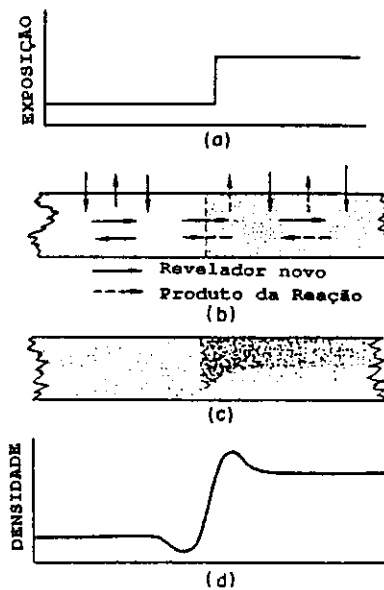 EXPOSIÇÃO
(a)
Revelador novo
Produto da Reação
(b)
(c)
DENSIDADE
(d)